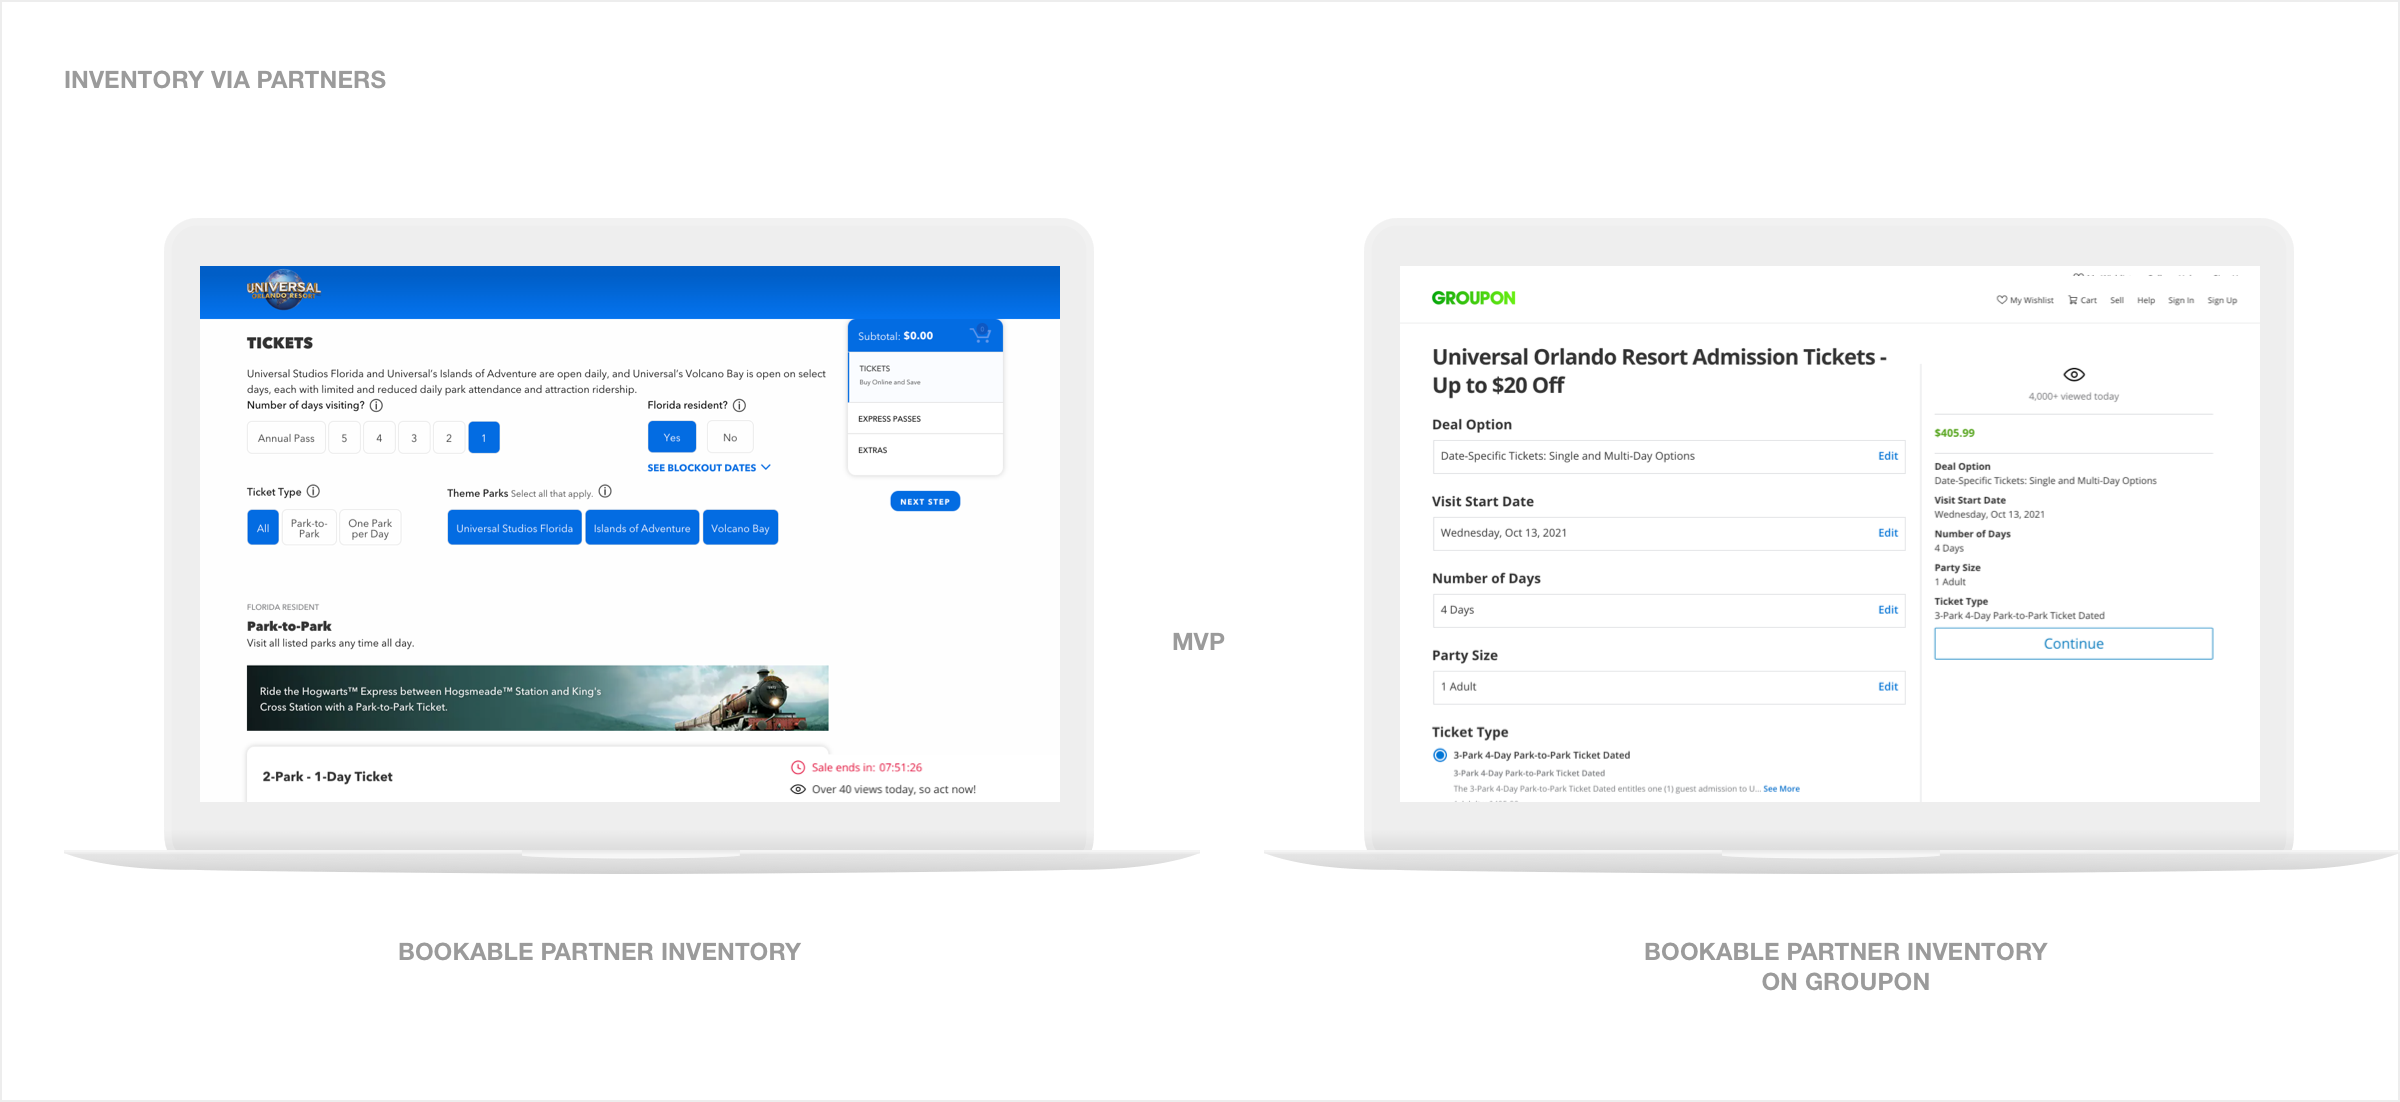 INVENTORY VIA PARTNERS
UNIVERSAL
ORLANDO RESORT
TICKETS
Universal Studios Florida and Universal's Islands of Adventure are open daily, and Universal's Volcano Bay is open on select
days, each with limited and reduced daily park attendance and attraction ridership.
Number of days visiting?
Annual Pass 5 4 3 2 1
Florida resident?
Yes No
SEE BLOCKOUT DATES
Ticket Type
All Park-to-Park One Park per Day
Theme Parks Select all that apply.
Universal Studios Florida Islands of Adventure Volcano Bay
Subtotal: $0.00 0
TICKETS
Buy Online and Save
EXPRESS PASSES
EXTRAS
NEXT STEP
FLORIDA RESIDENT
Park-to-Park
Visit all listed parks any time all day.
Ride the Hogwarts™ Express between Hogsmeade™ Station and King's
Cross Station with a Park-to-Park Ticket.
2-Park - 1-Day Ticket
Sale ends in: 07:51:26
Over 40 views today, so act now!
BOOKABLE PARTNER INVENTORY
MVP
GROUPON
My Wishlist Cart Sell Help Sign In Sign Up
Universal Orlando Resort Admission Tickets -
Up to $20 Off
Deal Option
Date-Specific Tickets: Single and Multi-Day Options Edit
Visit Start Date
Wednesday, Oct 13, 2021 Edit
Number of Days
4 Days Edit
Party Size
1 Adult Edit
Ticket Type
3-Park 4-Day Park-to-Park Ticket Dated
3-Park 4-Day Park-to-Park Ticket Dated
The 3-Park 4-Day Park-to-Park Ticket Dated entitles one (1) guest admission to U... See More
4,000+ viewed today
$405.99
Deal Option
Date-Specific Tickets: Single and Multi-Day Options
Visit Start Date
Wednesday, Oct 13, 2021
Number of Days
4 Days
Party Size
1 Adult
Ticket Type
3-Park 4-Day Park-to-Park Ticket Dated
Continue
BOOKABLE PARTNER INVENTORY
ON GROUPON